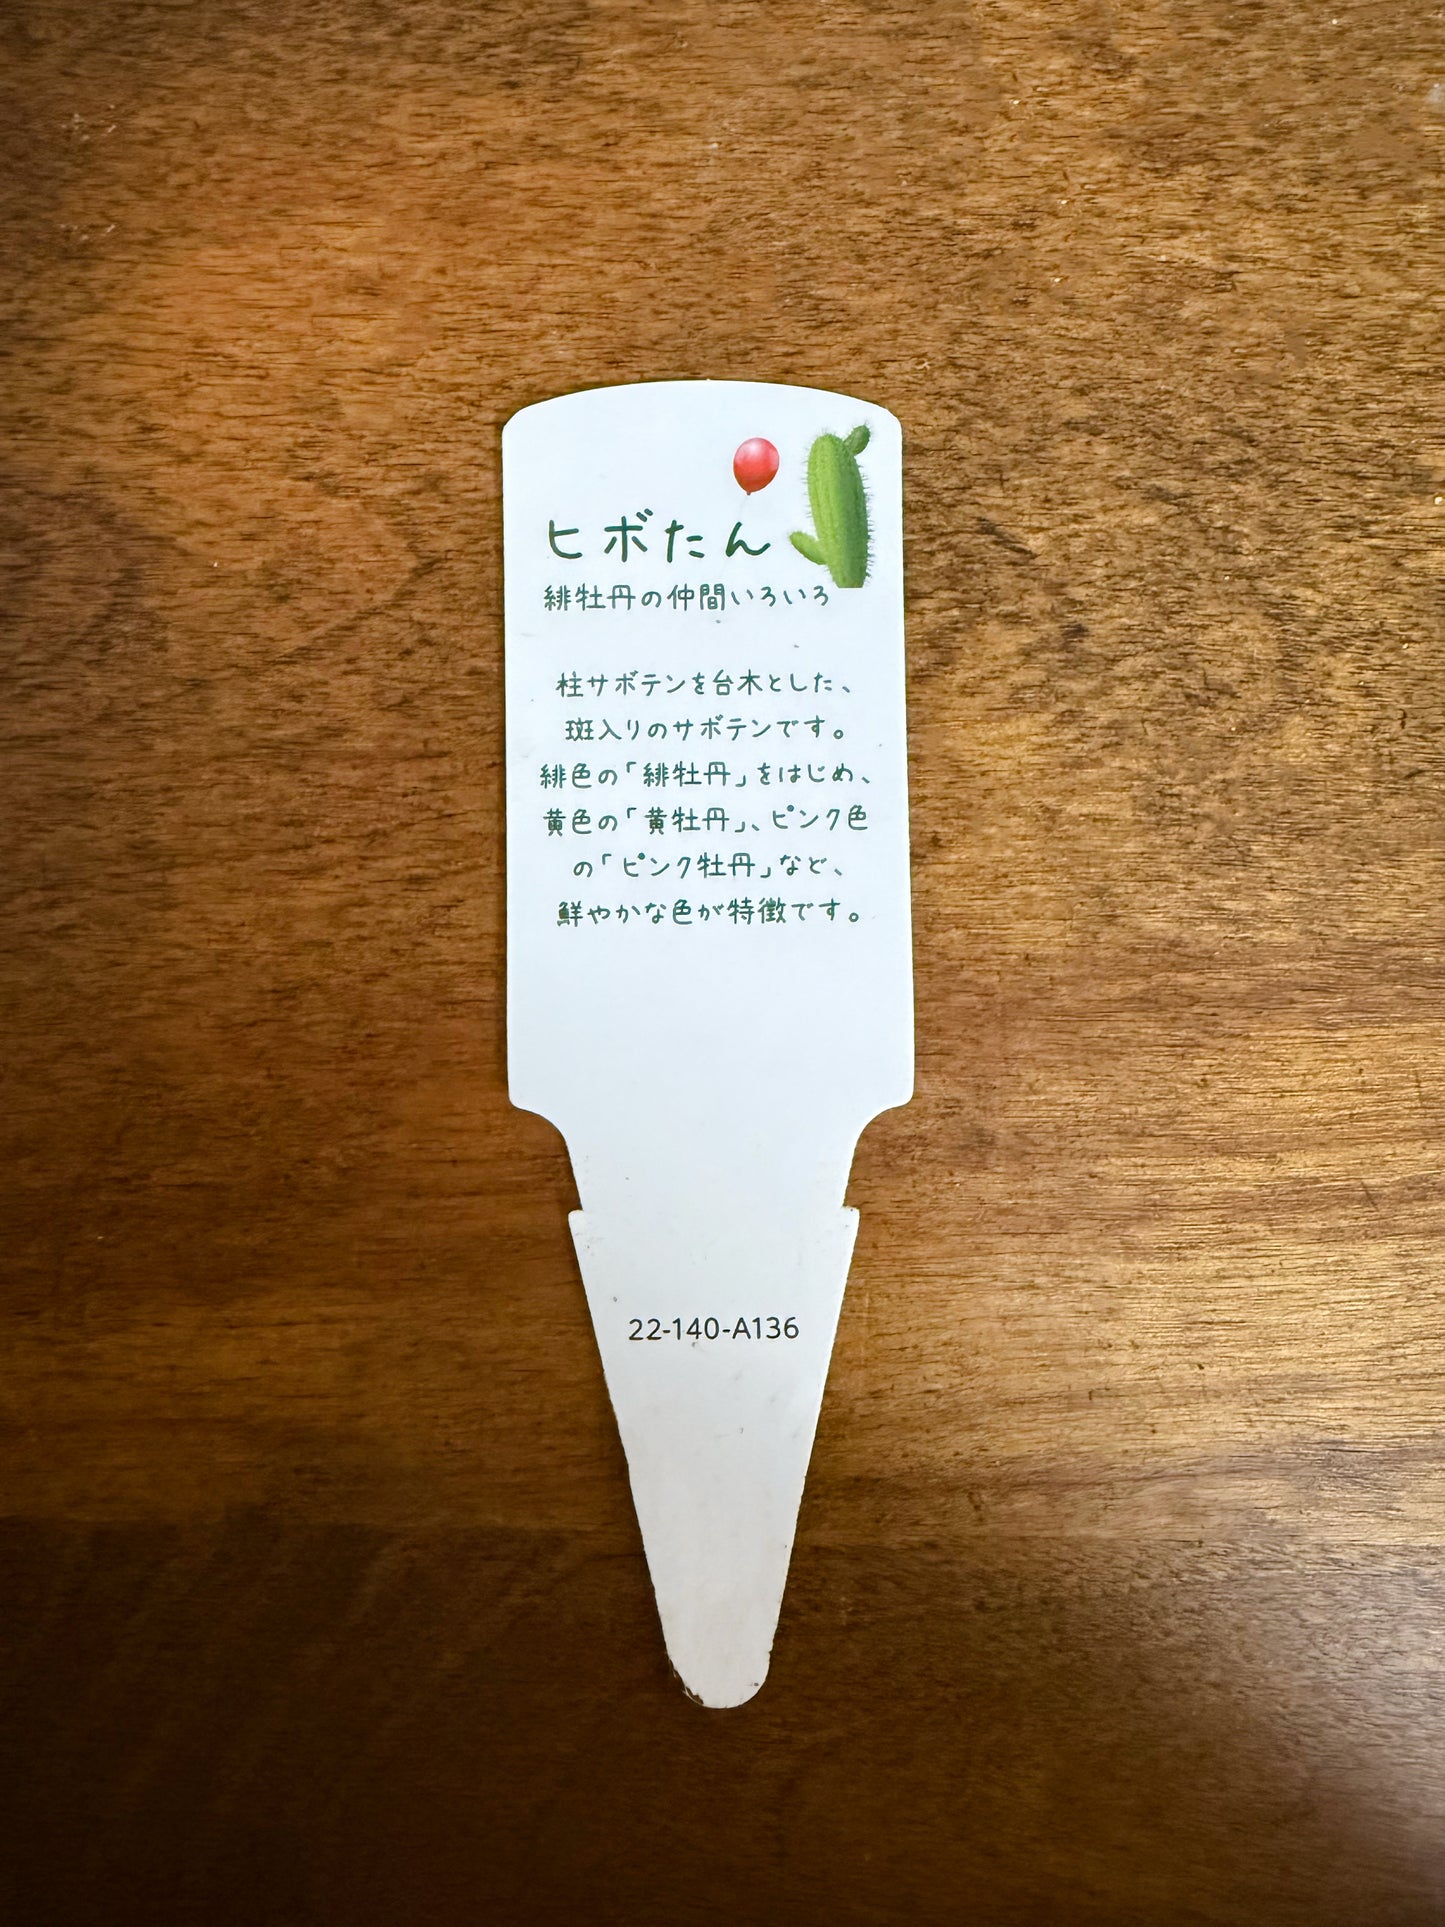 ヒボたん
緋牡丹の仲間いろいろ
柱サボテンを台木とした、
斑入りのサボテンです。
緋色の「緋牡丹」をはじめ、
黄色の「黄牡丹」、ピンク色
の「ピンク牡丹」など、
鮮やかな色が特徴です。
22-140-A136